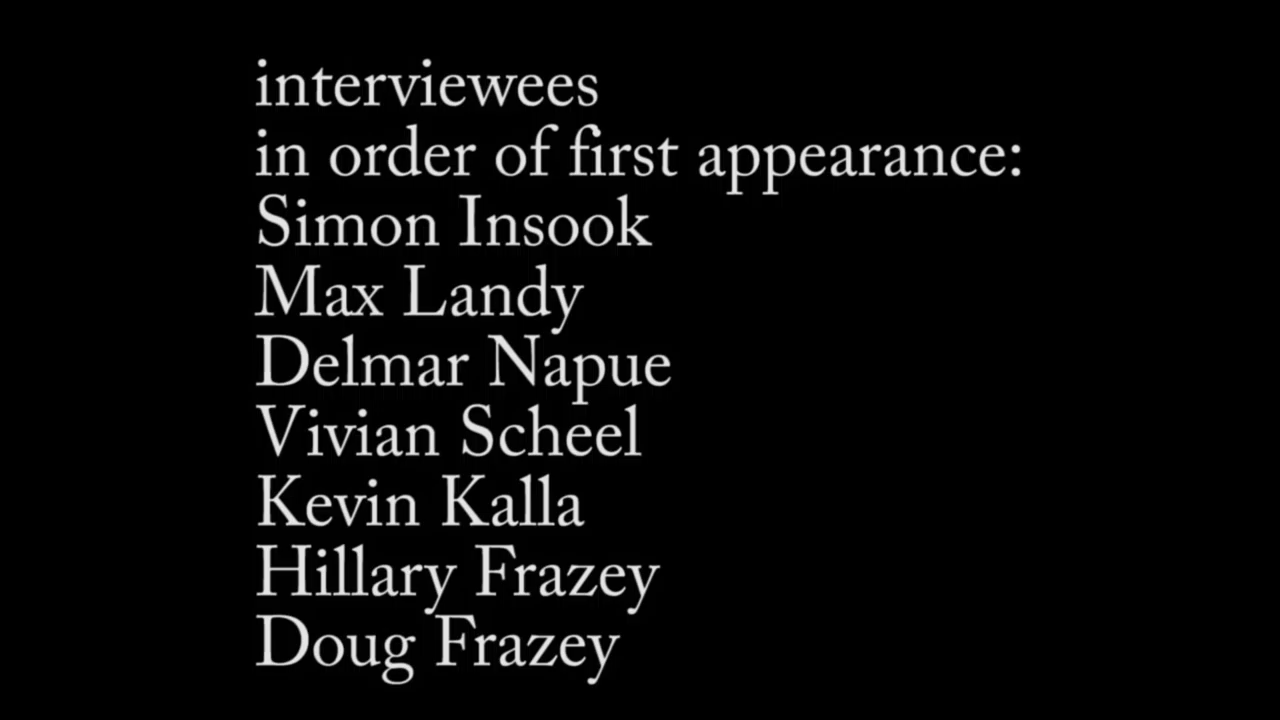 interviewees
in order of first appearance:
Simon Insook
Max Landy
Delmar Napue
Vivian Scheel
Kevin Kalla
Hillary Frazey
Doug Frazey